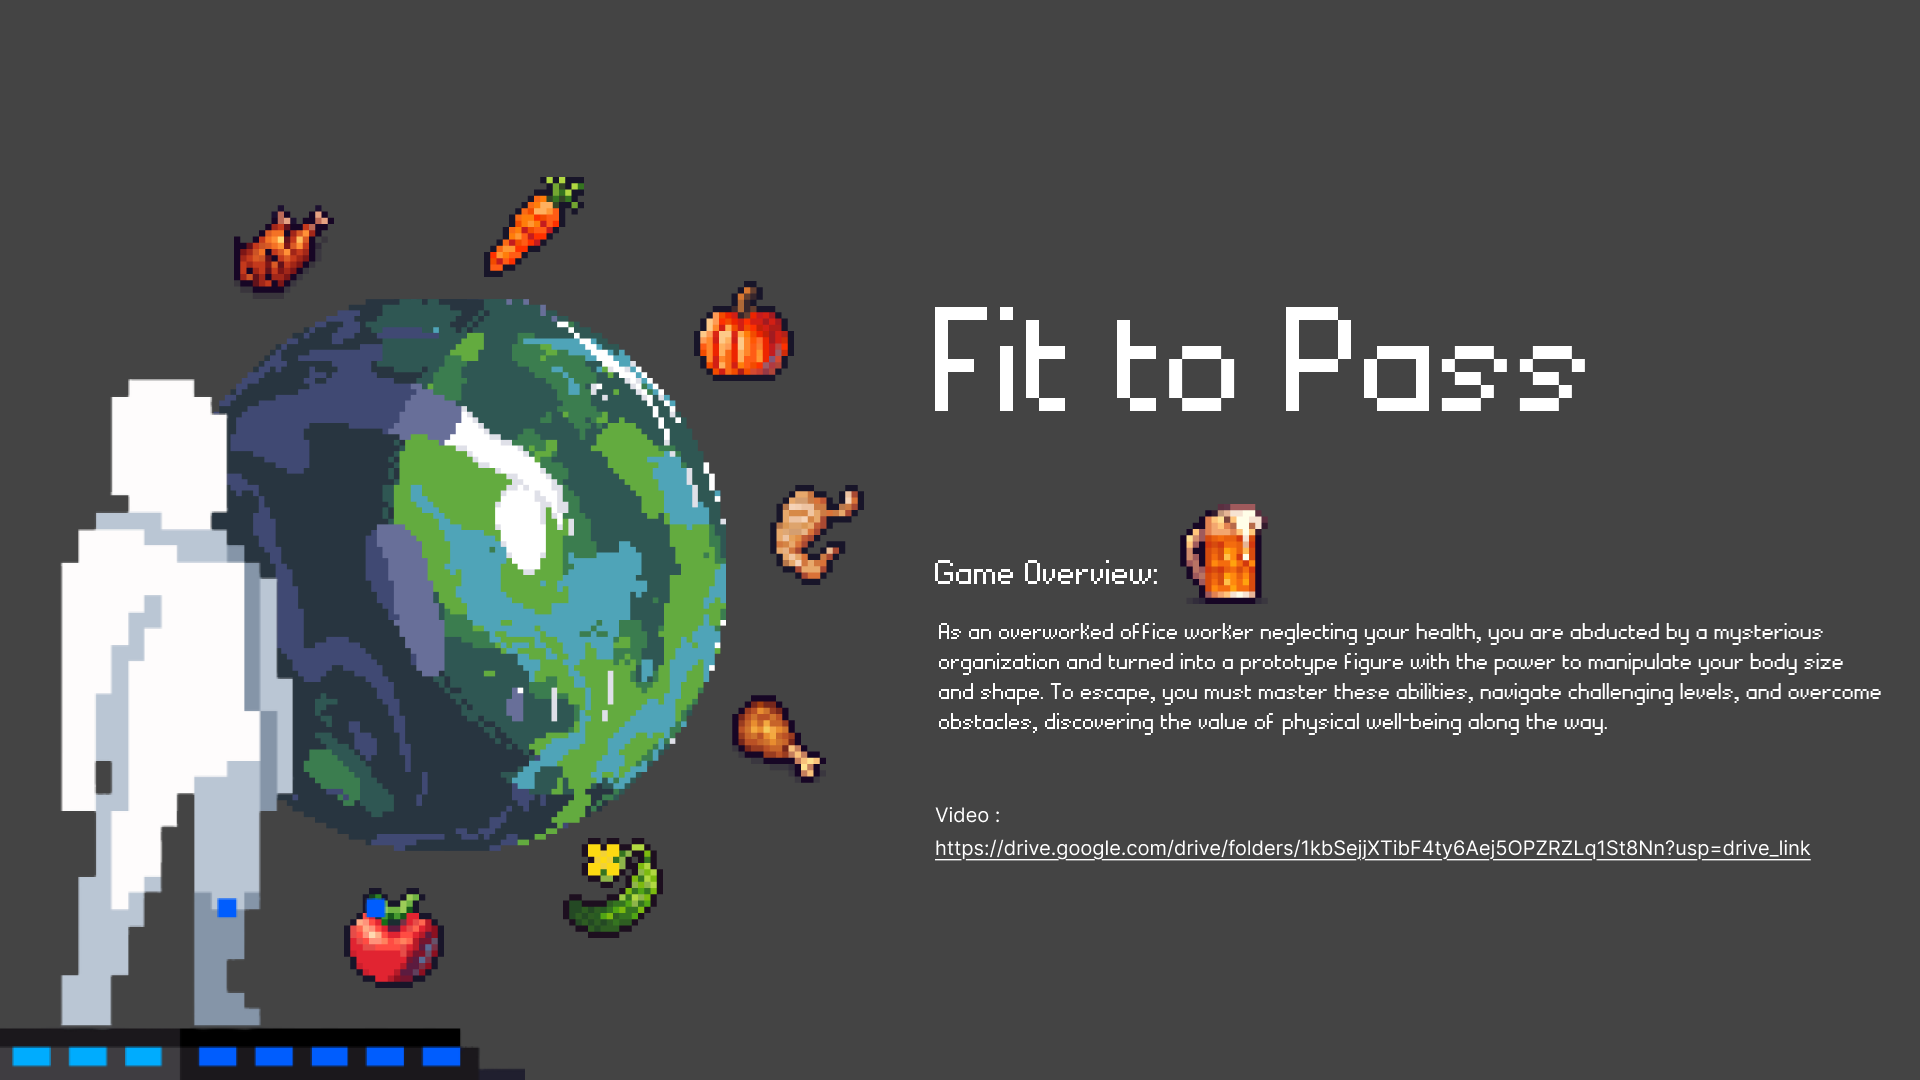 Fit to Pass
Game Overview:
As an overworked office worker neglecting your health, you are abducted by a mysterious
organization and turned into a prototype figure with the power to manipulate your body size
and shape. To escape, you must master these abilities, navigate challenging levels, and overcome
obstacles, discovering the value of physical well-being along the way.
Video :
https://drive.google.com/drive/folders/1kbSejjXTibF4ty6Aej5OPZRZLq1St8Nn?usp=drive_link